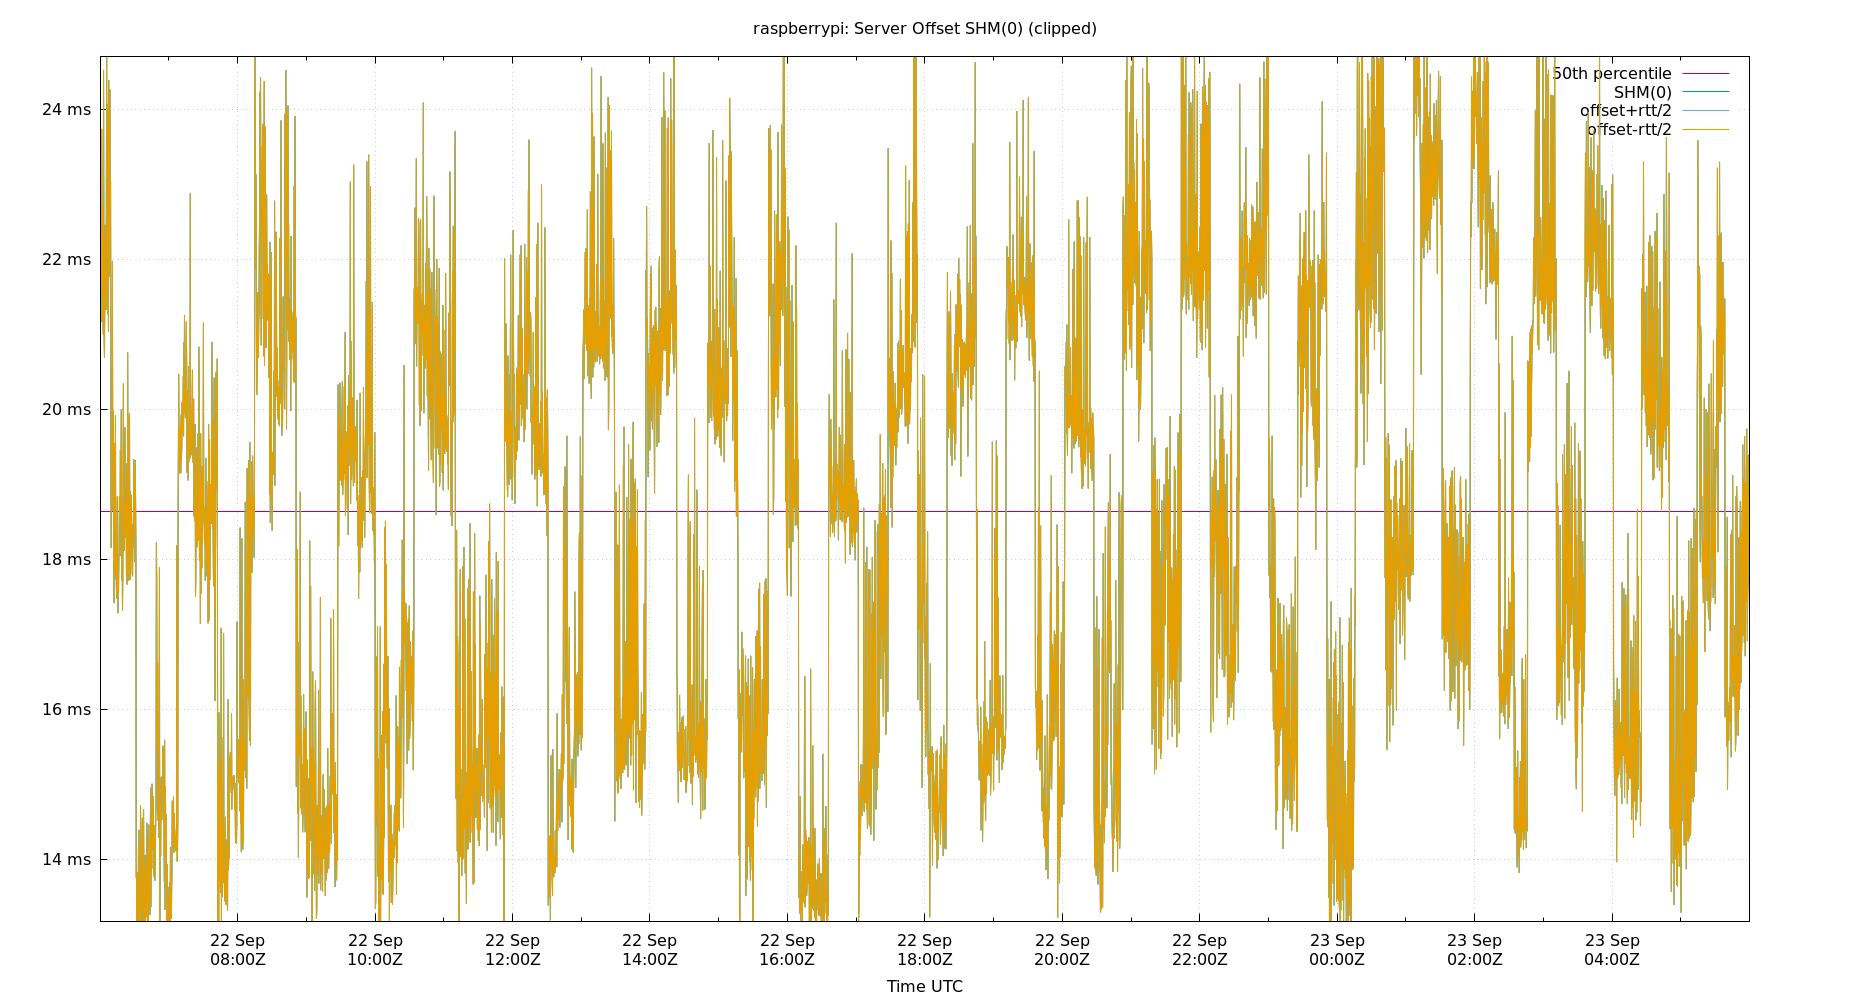 raspberrypi: Server Offset SHM(0) (clipped)
50th percentile
SHM(0)
offset+rtt/2
offset-rtt/2
24 ms
22 ms
20 ms
18 ms
16 ms
14 ms
22 Sep 22 Sep 22 Sep 22 Sep 22 Sep 22 Sep 22 Sep 22 Sep 23 Sep 23 Sep 23 Sep
08:00Z 10:00Z 12:00Z 14:00Z 16:00Z 18:00Z 20:00Z 22:00Z 00:00Z 02:00Z 04:00Z
Time UTC